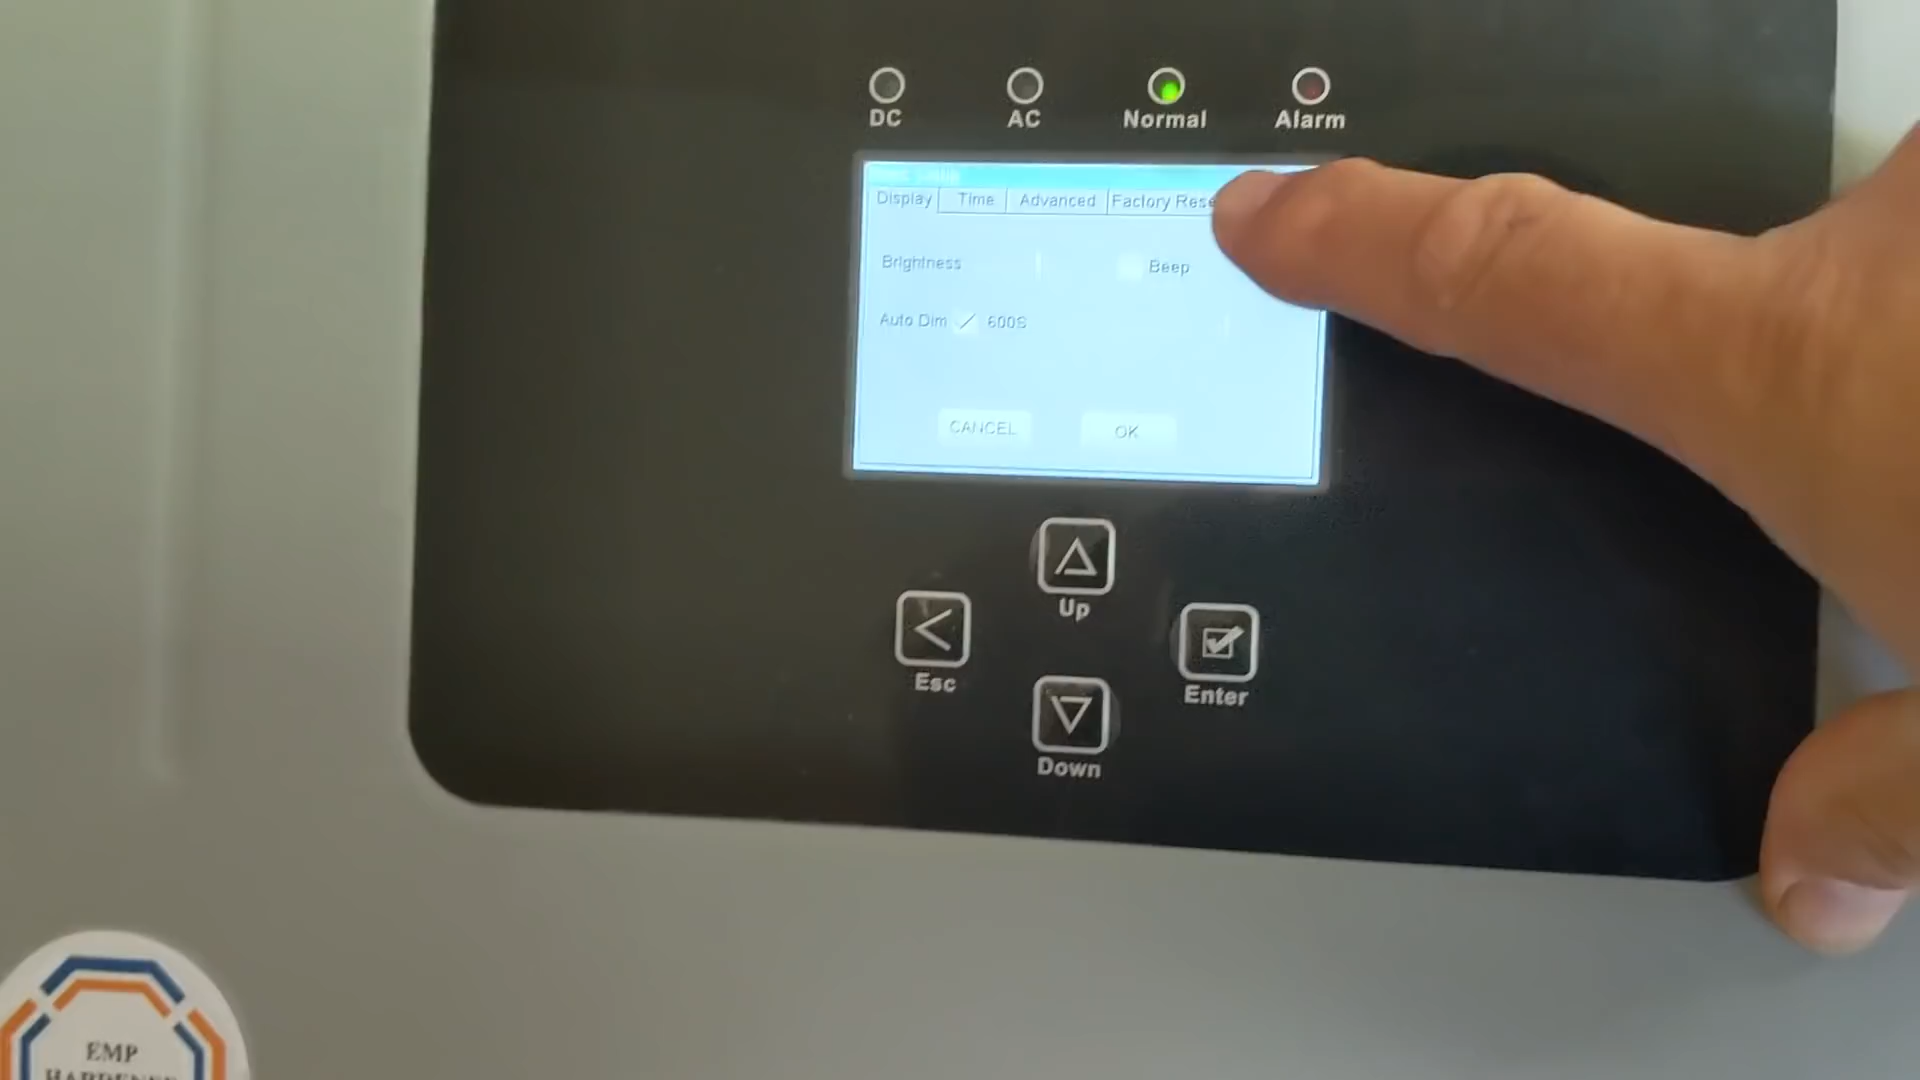 DC AC Normal Alarm
Display Time Advanced Factory Rese
Brightness Beep
Auto Dim 600S
CANCEL OK
Up
Esc
Enter
Down
EMP